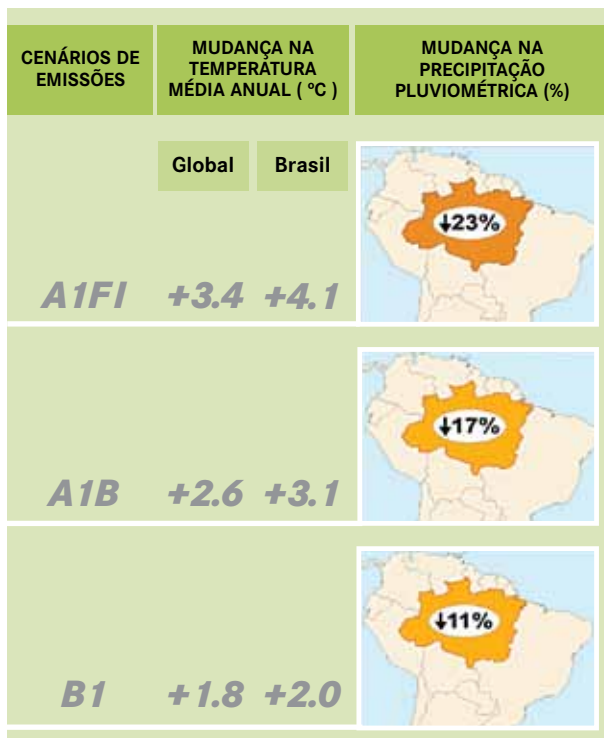 CENÁRIOS DE
EMISSÕES
MUDANÇA NA
TEMPERATURA
MÉDIA ANUAL ( ºC )
MUDANÇA NA
PRECIPITAÇÃO
PLUVIOMÉTRICA (%)
Global
Brasil
A1FI
+3.4
+4.1
↓23%
A1B
+2.6
+3.1
↓17%
B1
+1.8
+2.0
↓11%